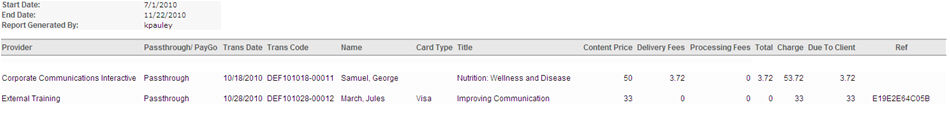 Start Date: 7/1/2010
End Date: 11/22/2010
Report Generated By: kpauley
Provider Passthrough/ PayGo Trans Date Trans Code Name Card Type Title Content Price Delivery Fees Processing Fees Total Charge Due To Client Ref
Corporate Communications Interactive Passthrough 10/18/2010 DEF101018-00011 Samuel, George Nutrition: Wellness and Disease 50 3.72 0 3.72 53.72 3.72
External Training Passthrough 10/28/2010 DEF101028-00012 March, Jules Visa Improving Communication 33 0 0 0 33 33 E19E2E64C05B